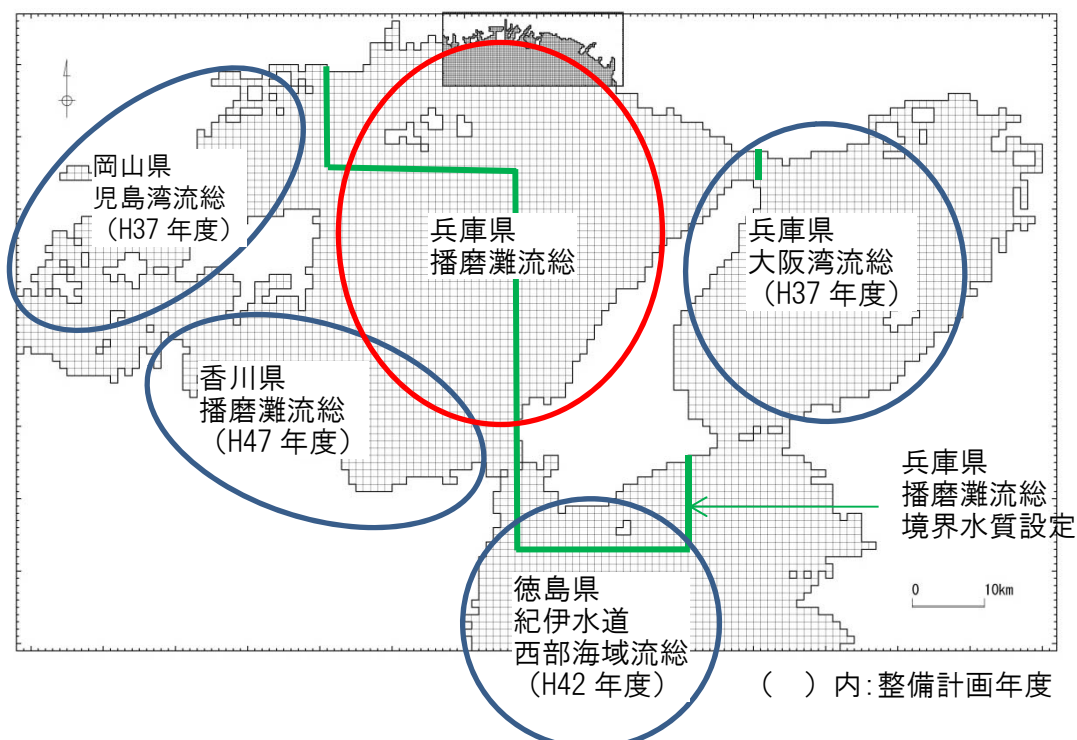 岡山県
児島湾流総
（H37 年度）
兵庫県
播磨灘流総
兵庫県
大阪湾流総
（H37 年度）
香川県
播磨灘流総
（H47 年度）
兵庫県
播磨灘流総
境界水質設定
0 10km
徳島県
紀伊水道
西部海域流総
（H42 年度）
（　）内:整備計画年度